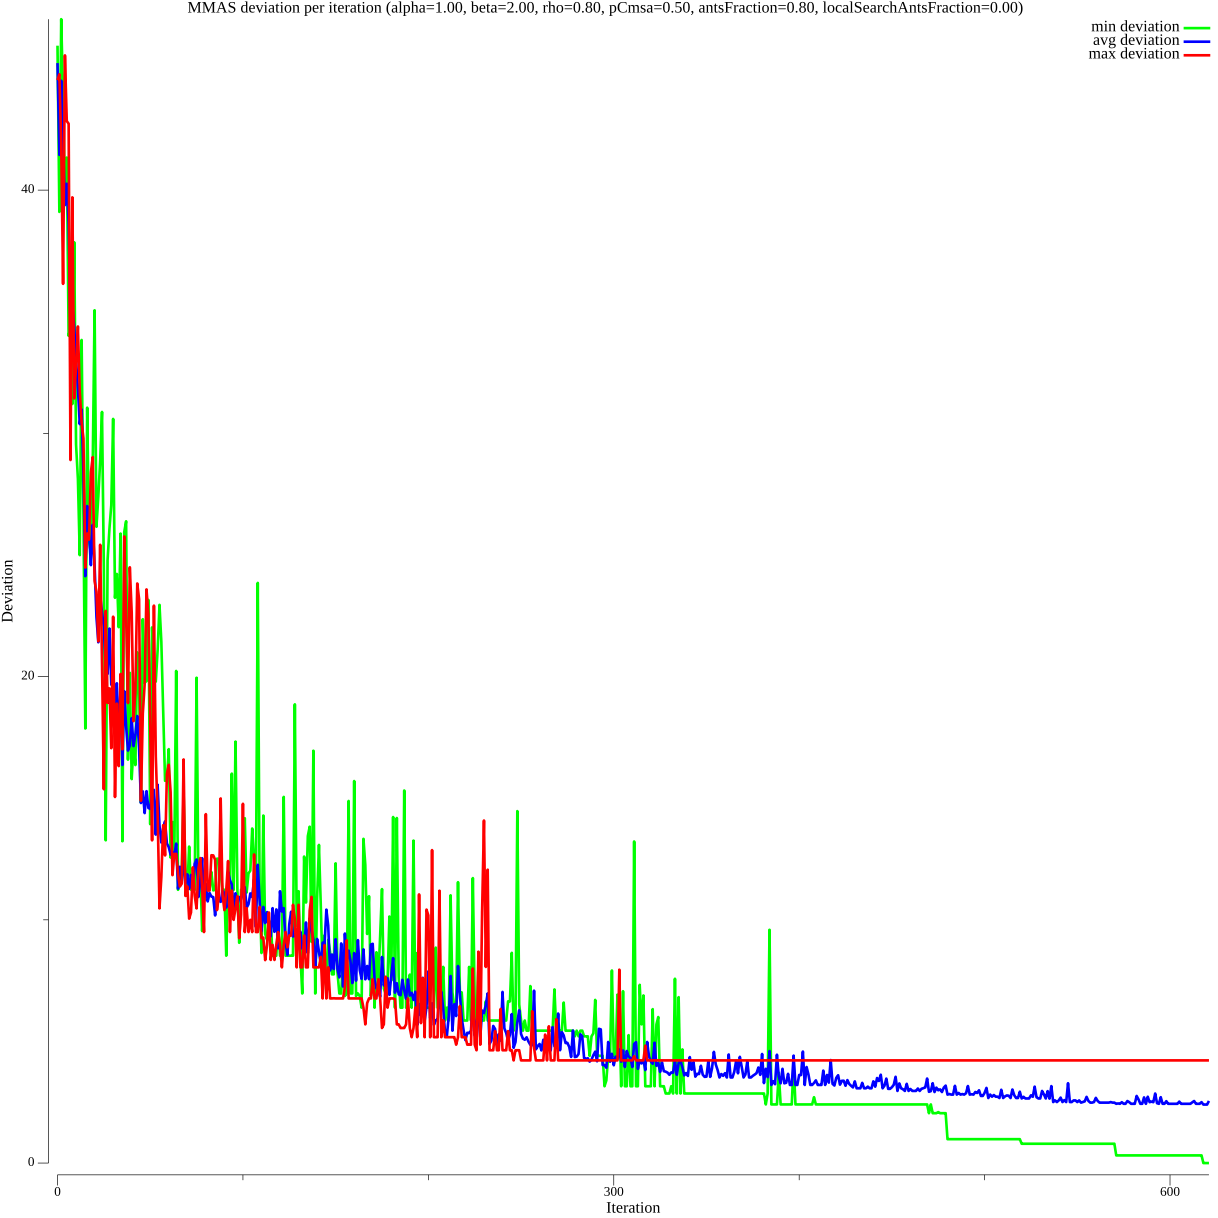 MMAS deviation per iteration (alpha=1.00, beta=2.00, rho=0.80, pCmsa=0.50, antsFraction=0.80, localSearchAntsFraction=0.00)
min deviation
avg deviation
max deviation
40
20
0
Deviation
0
300
600
Iteration